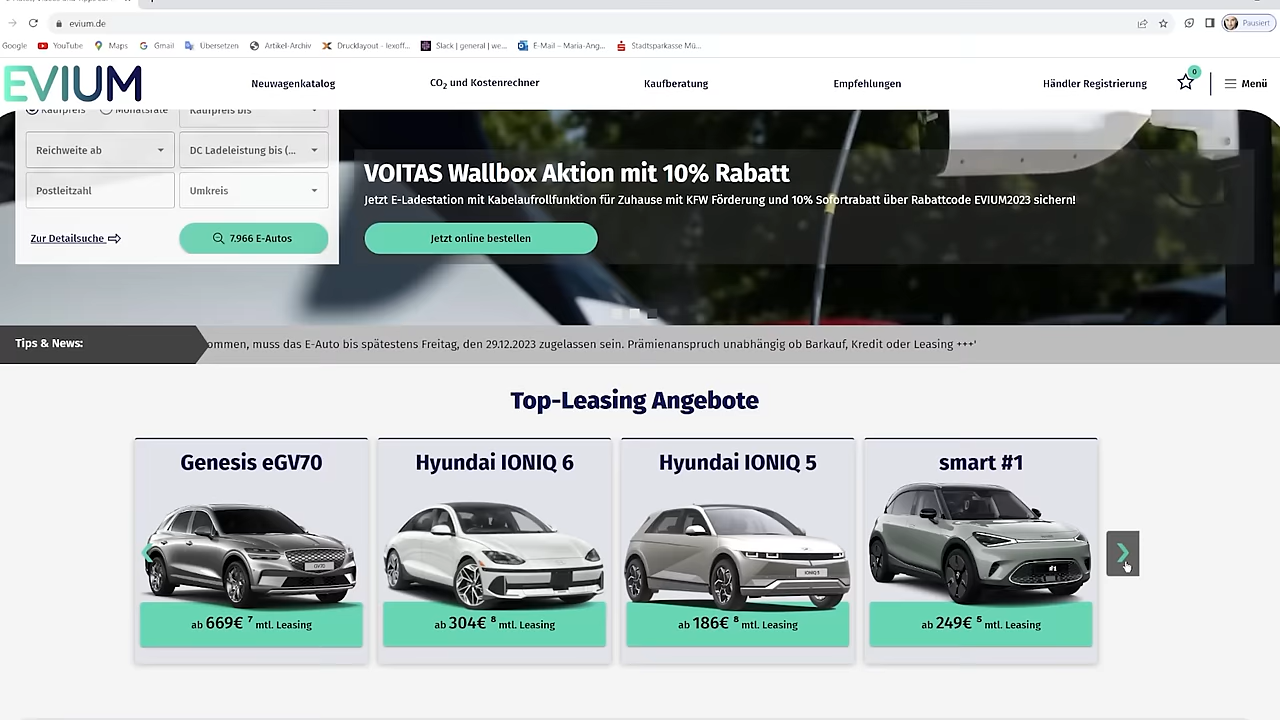 evium.de
Pausiert
Google
YouTube
Maps
Gmail
Übersetzen
Artikel-Archiv
Drucklayout - lexoff...
Slack | general | we...
E-Mail – Maria-Ang...
Stadtsparkasse Mü...
EVIUM
Neuwagenkatalog
CO2 und Kostenrechner
Kaufberatung
Empfehlungen
Händler Registrierung
0
Menü
Kaufpreis
Monatsrate
Kaufpreis bis
Reichweite ab
DC Ladeleistung bis (...
Postleitzahl
Umkreis
Zur Detailsuche
7.966 E-Autos
VOITAS Wallbox Aktion mit 10% Rabatt
Jetzt E-Ladestation mit Kabelaufrollfunktion für Zuhause mit KFW Förderung und 10% Sofortrabatt über Rabattcode EVIUM2023 sichern!
Jetzt online bestellen
Tips & News:
ommen, muss das E-Auto bis spätestens Freitag, den 29.12.2023 zugelassen sein. Prämienanspruch unabhängig ob Barkauf, Kredit oder Leasing +++'
Top-Leasing Angebote
Genesis eGV70
GV70
ab 669€ 7 mtl. Leasing
Hyundai IONIQ 6
ab 304€ 8 mtl. Leasing
Hyundai IONIQ 5
IONIQ 5
ab 186€ 8 mtl. Leasing
smart #1
#1
ab 249€ 5 mtl. Leasing